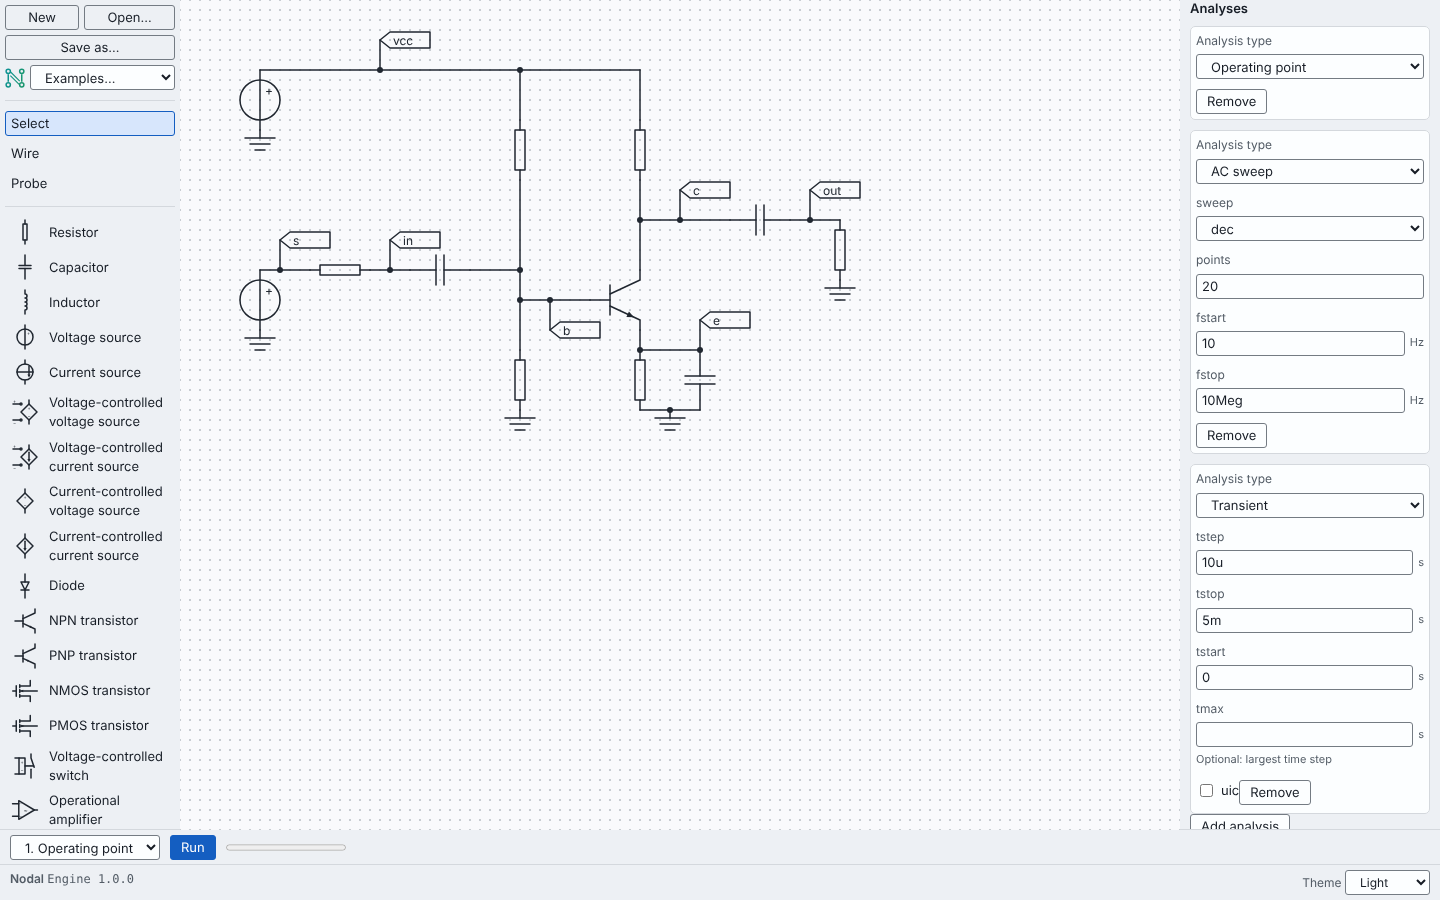 New
Open...
Save as...
Examples...
Select
Wire
Probe
Resistor
Capacitor
Inductor
Voltage source
Current source
Voltage-controlled
voltage source
Voltage-controlled
current source
Current-controlled
voltage source
Current-controlled
current source
Diode
NPN transistor
PNP transistor
NMOS transistor
PMOS transistor
Voltage-controlled
switch
Operational
amplifier
vcc
+
c
out
s
in
+
e
b
Analyses
Analysis type
Operating point
Remove
Analysis type
AC sweep
sweep
dec
points
20
fstart
10 Hz
fstop
10Meg Hz
Remove
Analysis type
Transient
tstep
10u s
tstop
5m s
tstart
0 s
tmax
s
Optional: largest time step
uic Remove
Add analysis
1. Operating point
Run
Nodal Engine 1.0.0
Theme Light